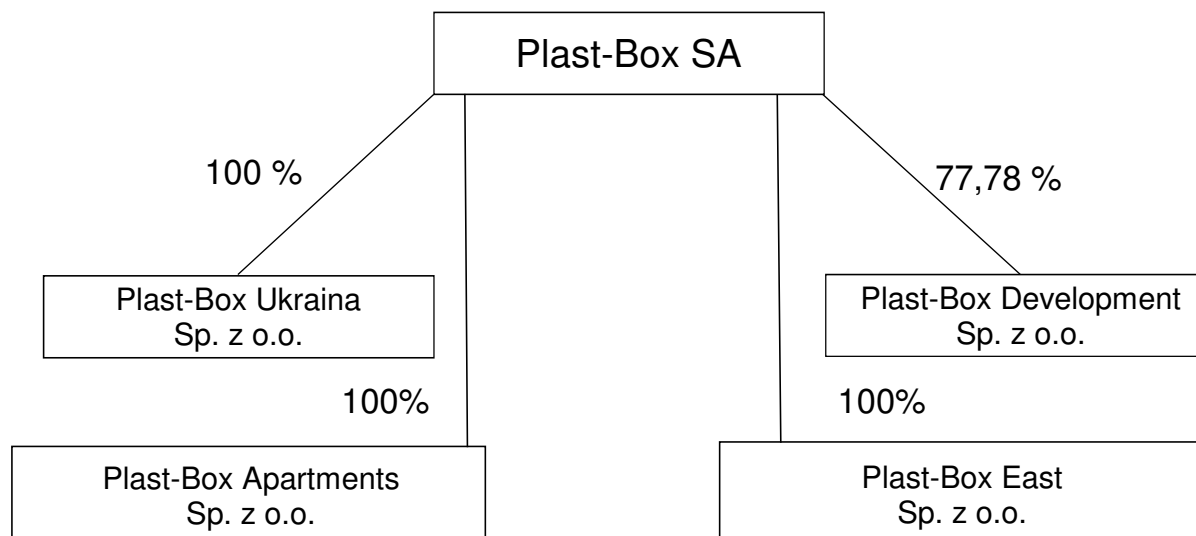 Plast-Box SA
100 %
77,78 %
Plast-Box Ukraina
Sp. z o.o.
Plast-Box Development
Sp. z o.o.
100%
100%
Plast-Box Apartments
Sp. z o.o.
Plast-Box East
Sp. z o.o.